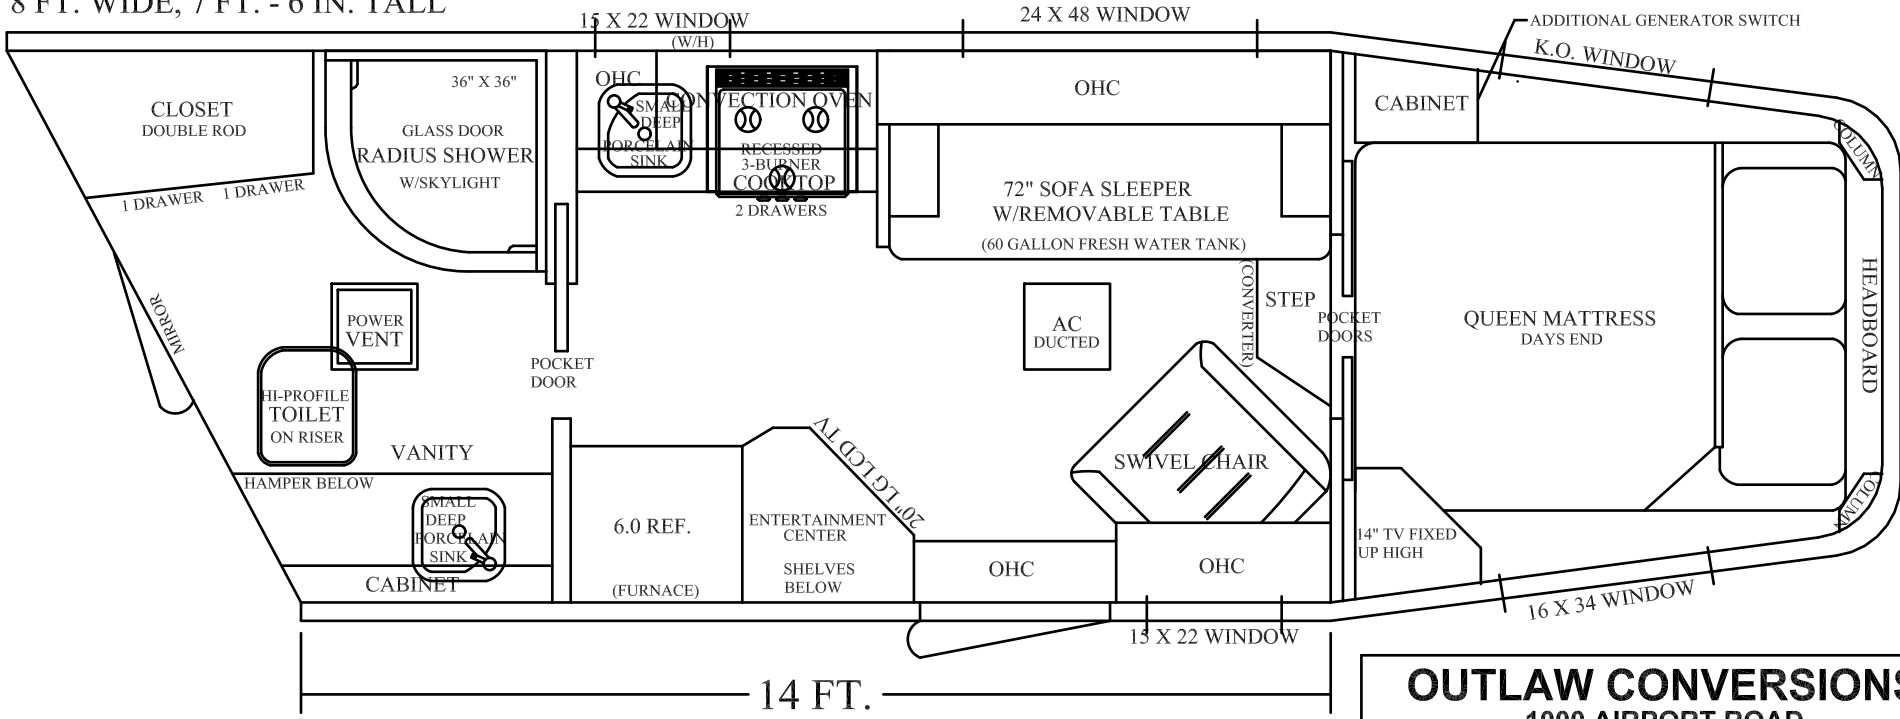 8 FT. WIDE, 7 FT. - 6 IN. TALL
15 X 22 WINDOW
(W/H)
24 X 48 WINDOW
ADDITIONAL GENERATOR SWITCH
K.O. WINDOW
CLOSET
DOUBLE ROD
1 DRAWER
1 DRAWER
36" X 36"
GLASS DOOR
RADIUS SHOWER
W/SKYLIGHT
OHC
SMALL
DEEP
PORCELAIN
SINK
CONVECTION OVEN
RECESSED
3-BURNER
COOKTOP
2 DRAWERS
OHC
72" SOFA SLEEPER
W/REMOVABLE TABLE
(60 GALLON FRESH WATER TANK)
CABINET
COLUMN
MIRROR
POWER
VENT
HI-PROFILE
TOILET
ON RISER
POCKET
DOOR
AC
DUCTED
(CONVERTER)
STEP
POCKET
DOORS
QUEEN MATTRESS
DAYS END
HEADBOARD
VANITY
HAMPER BELOW
SMALL
DEEP
PORCELAIN
SINK
CABINET
6.0 REF.
(FURNACE)
20" LG LCD TV
ENTERTAINMENT
CENTER
SHELVES
BELOW
SWIVEL CHAIR
OHC
OHC
14" TV FIXED
UP HIGH
COLUMN
15 X 22 WINDOW
16 X 34 WINDOW
14 FT.
OUTLAW CONVERSIONS
1000 AIRPORT ROAD